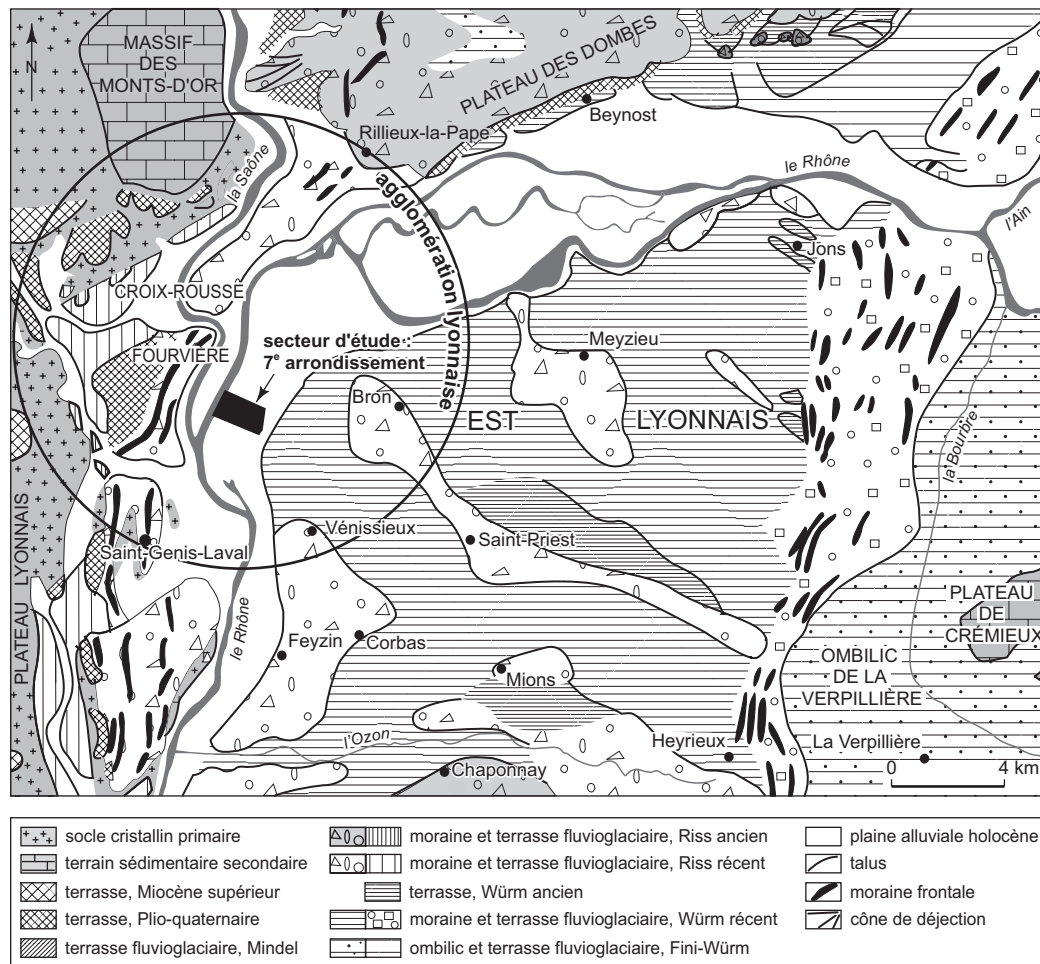 MASSIF
DES
MONTS-D'OR
N
PLATEAU DES DOMBES
Beynost
Rillieux-la-Pape
la Saône
agglomération lyonnaise
le Rhône
l'Ain
Jons
CROIX-ROUSSE
FOURVIÈRE
secteur d'étude :
7e arrondissement
Meyzieu
Bron
EST LYONNAIS
la Bourbre
Vénissieux
Saint-Priest
Saint-Genis-Laval
PLATEAU LYONNAIS
le Rhône
Feyzin
Corbas
Mions
PLATEAU
DE
CRÉMIEUX
OMBILIC
DE LA
VERPILLIÈRE
l'Ozon
Heyrieux
La Verpillière
Chaponnay
0 4 km
socle cristallin primaire
terrain sédimentaire secondaire
terrasse, Miocène supérieur
terrasse, Plio-quaternaire
terrasse fluvioglaciaire, Mindel
moraine et terrasse fluvioglaciaire, Riss ancien
moraine et terrasse fluvioglaciaire, Riss récent
terrasse, Würm ancien
moraine et terrasse fluvioglaciaire, Würm récent
ombilic et terrasse fluvioglaciaire, Fini-Würm
plaine alluviale holocène
talus
moraine frontale
cône de déjection